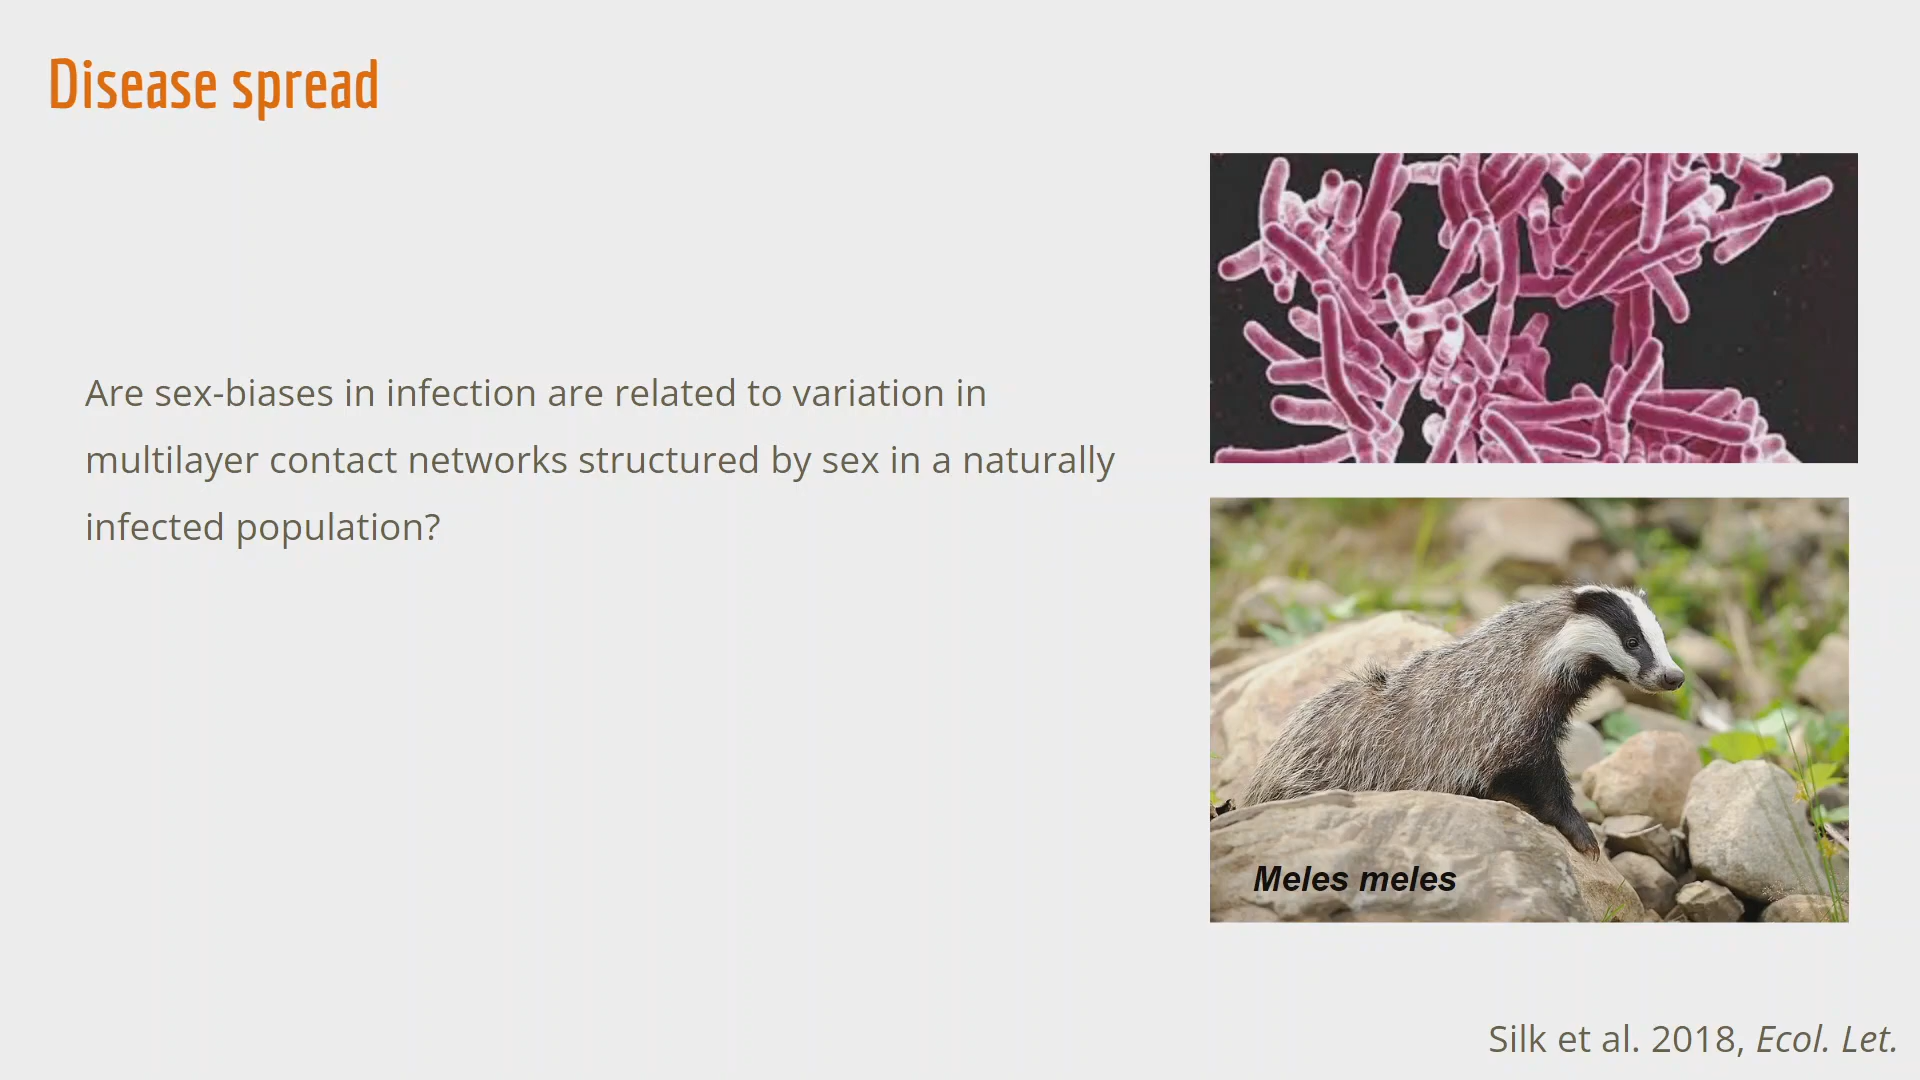 Disease spread
Are sex-biases in infection are related to variation in
multilayer contact networks structured by sex in a naturally
infected population?
Meles meles
Silk et al. 2018, Ecol. Let.